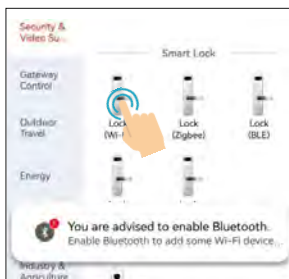 Security &
Video Su...
Smart Lock
Gateway
Control
Outdoor
Travel
Lock
(Wi-
Lock
(Zigbee)
Lock
(BLE)
Energy
You are advised to enable Bluetooth.
Enable Bluetooth to add some Wi-Fi device...
Industry &
Agriculture